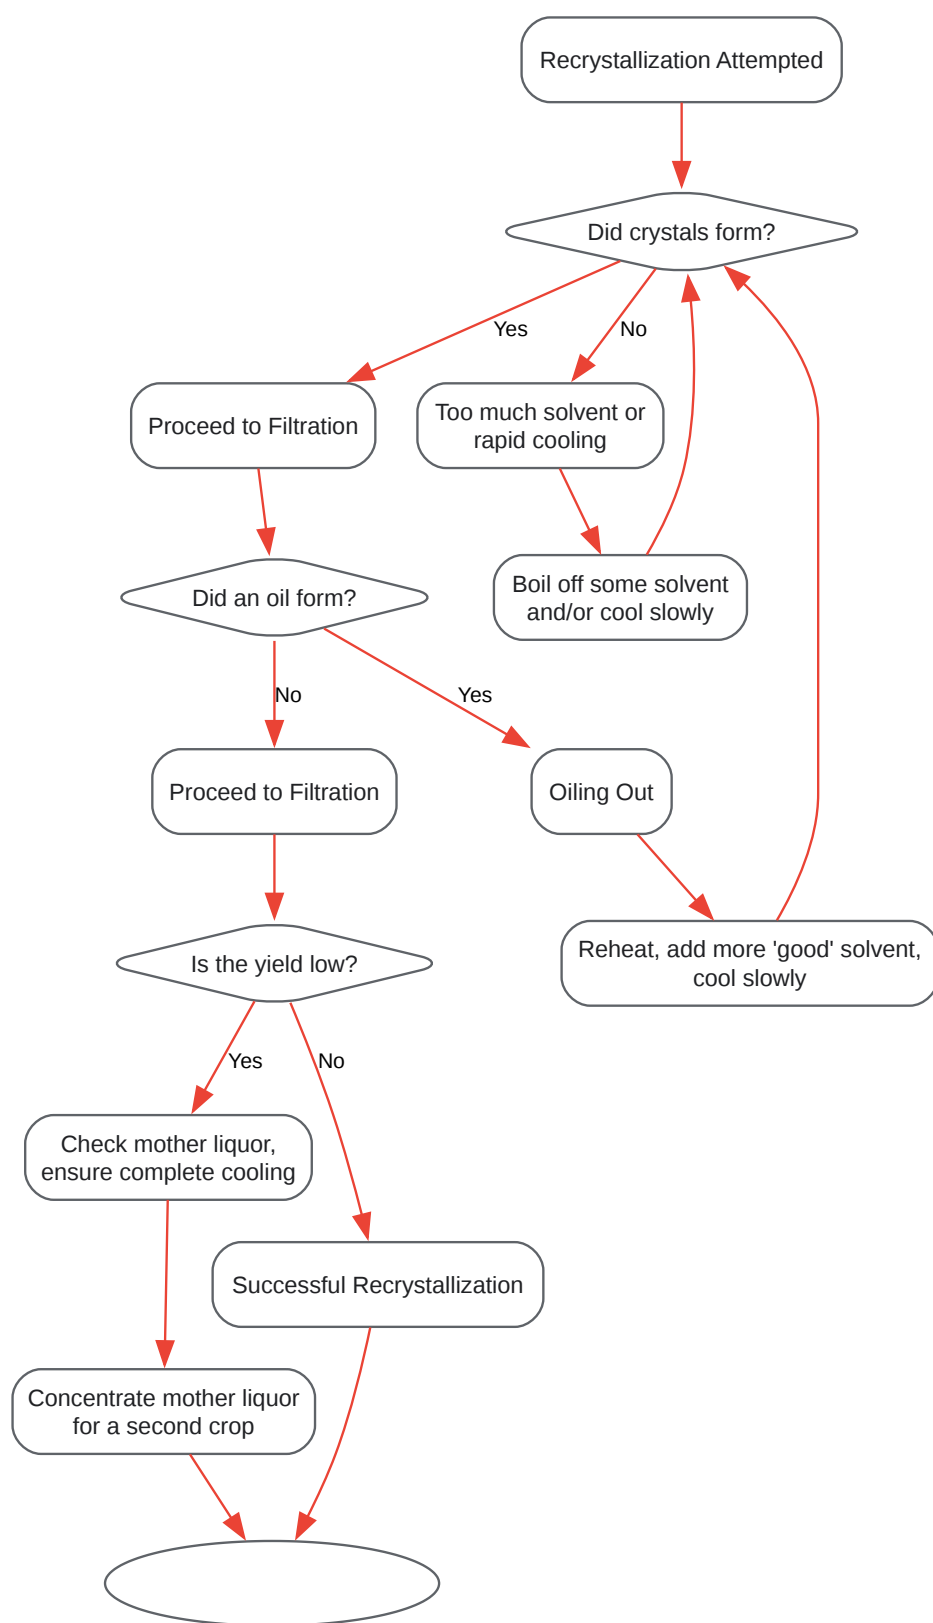 Recrystallization Attempted
Did crystals form?
Yes
No
Proceed to Filtration
Too much solvent or
rapid cooling
Did an oil form?
Boil off some solvent
and/or cool slowly
No
Yes
Proceed to Filtration
Oiling Out
Is the yield low?
Reheat, add more 'good' solvent,
cool slowly
Yes
No
Check mother liquor,
ensure complete cooling
Successful Recrystallization
Concentrate mother liquor
for a second crop